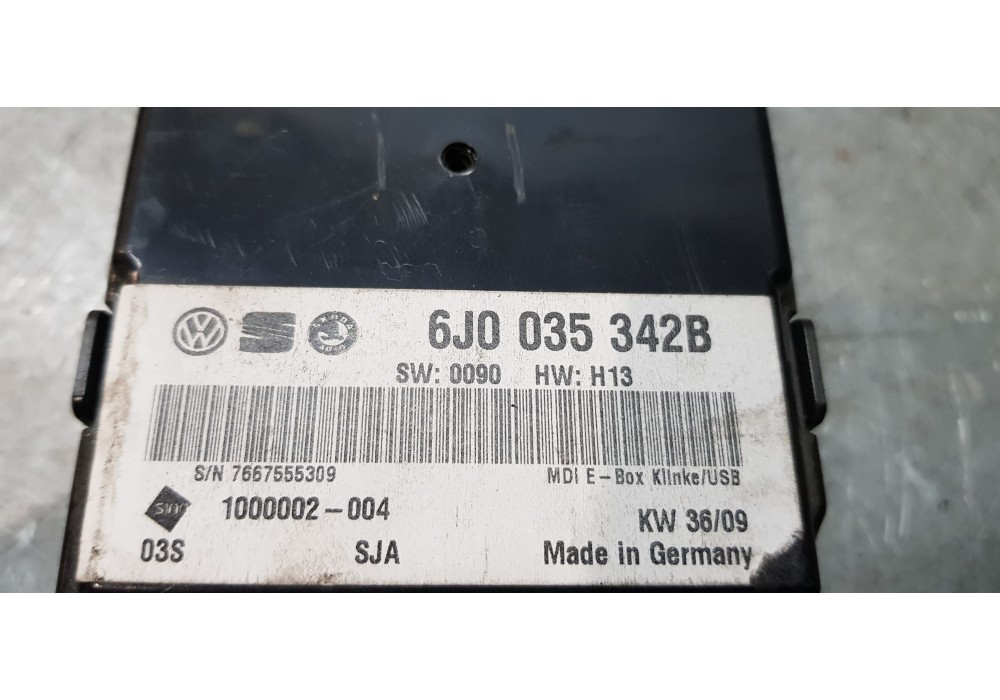 6J0 035 342B
SW: 0090 HW: H13
S/N 7667555309 MDI E-Box Klinke/USB
1000002-004 KW 36/09
03S SJA Made in Germany